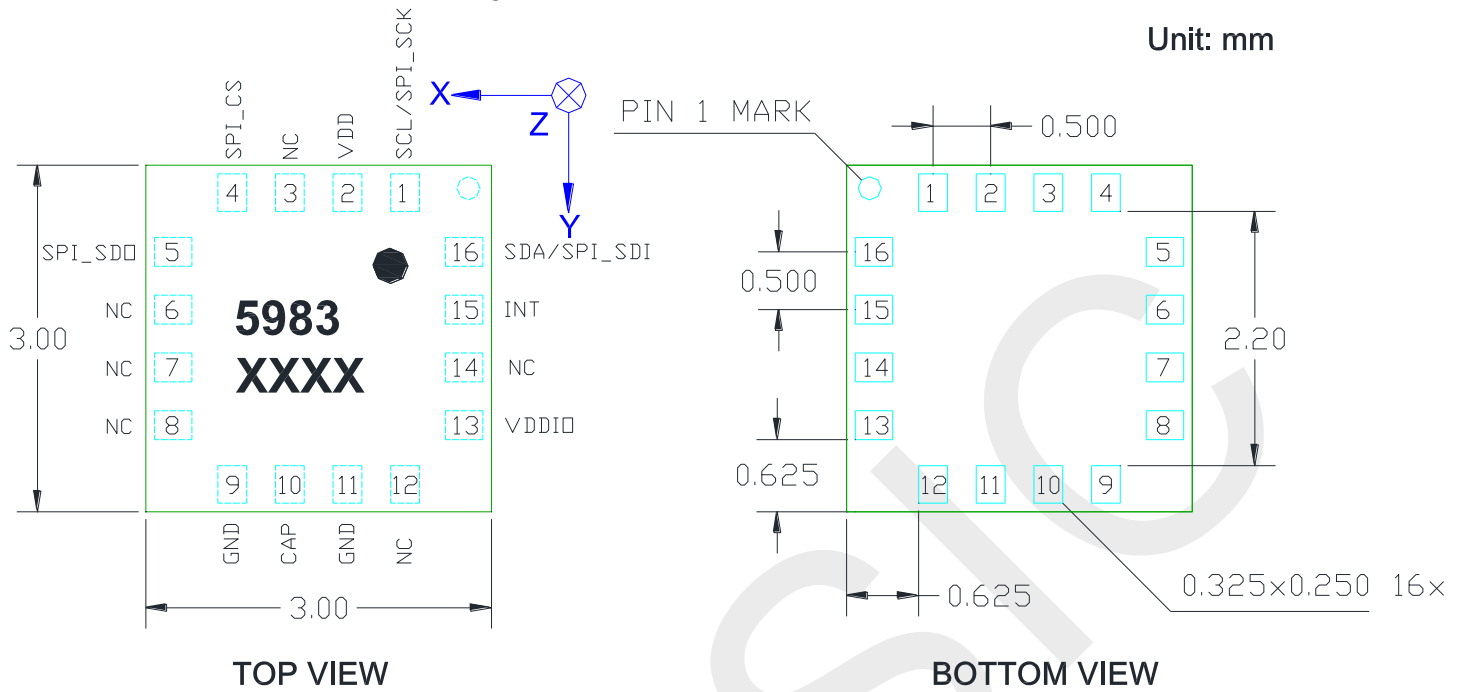 Unit: mm
SPI_CS
NC
VDD
SCL/SPI_SCK
X
Z
Y
PIN 1 MARK
0.500
4
3
2
1
SPI_SDO
5
16
SDA/SPI_SDI
NC
6
15
INT
NC
7
14
NC
NC
8
13
VDDIO
5983
XXXX
9
10
11
12
GND
CAP
GND
NC
3.00
3.00
1
2
3
4
16
5
0.500
15
6
14
7
2.20
13
8
0.625
12
11
10
9
0.625
0.325x0.250 16x
TOP VIEW
BOTTOM VIEW
SIC